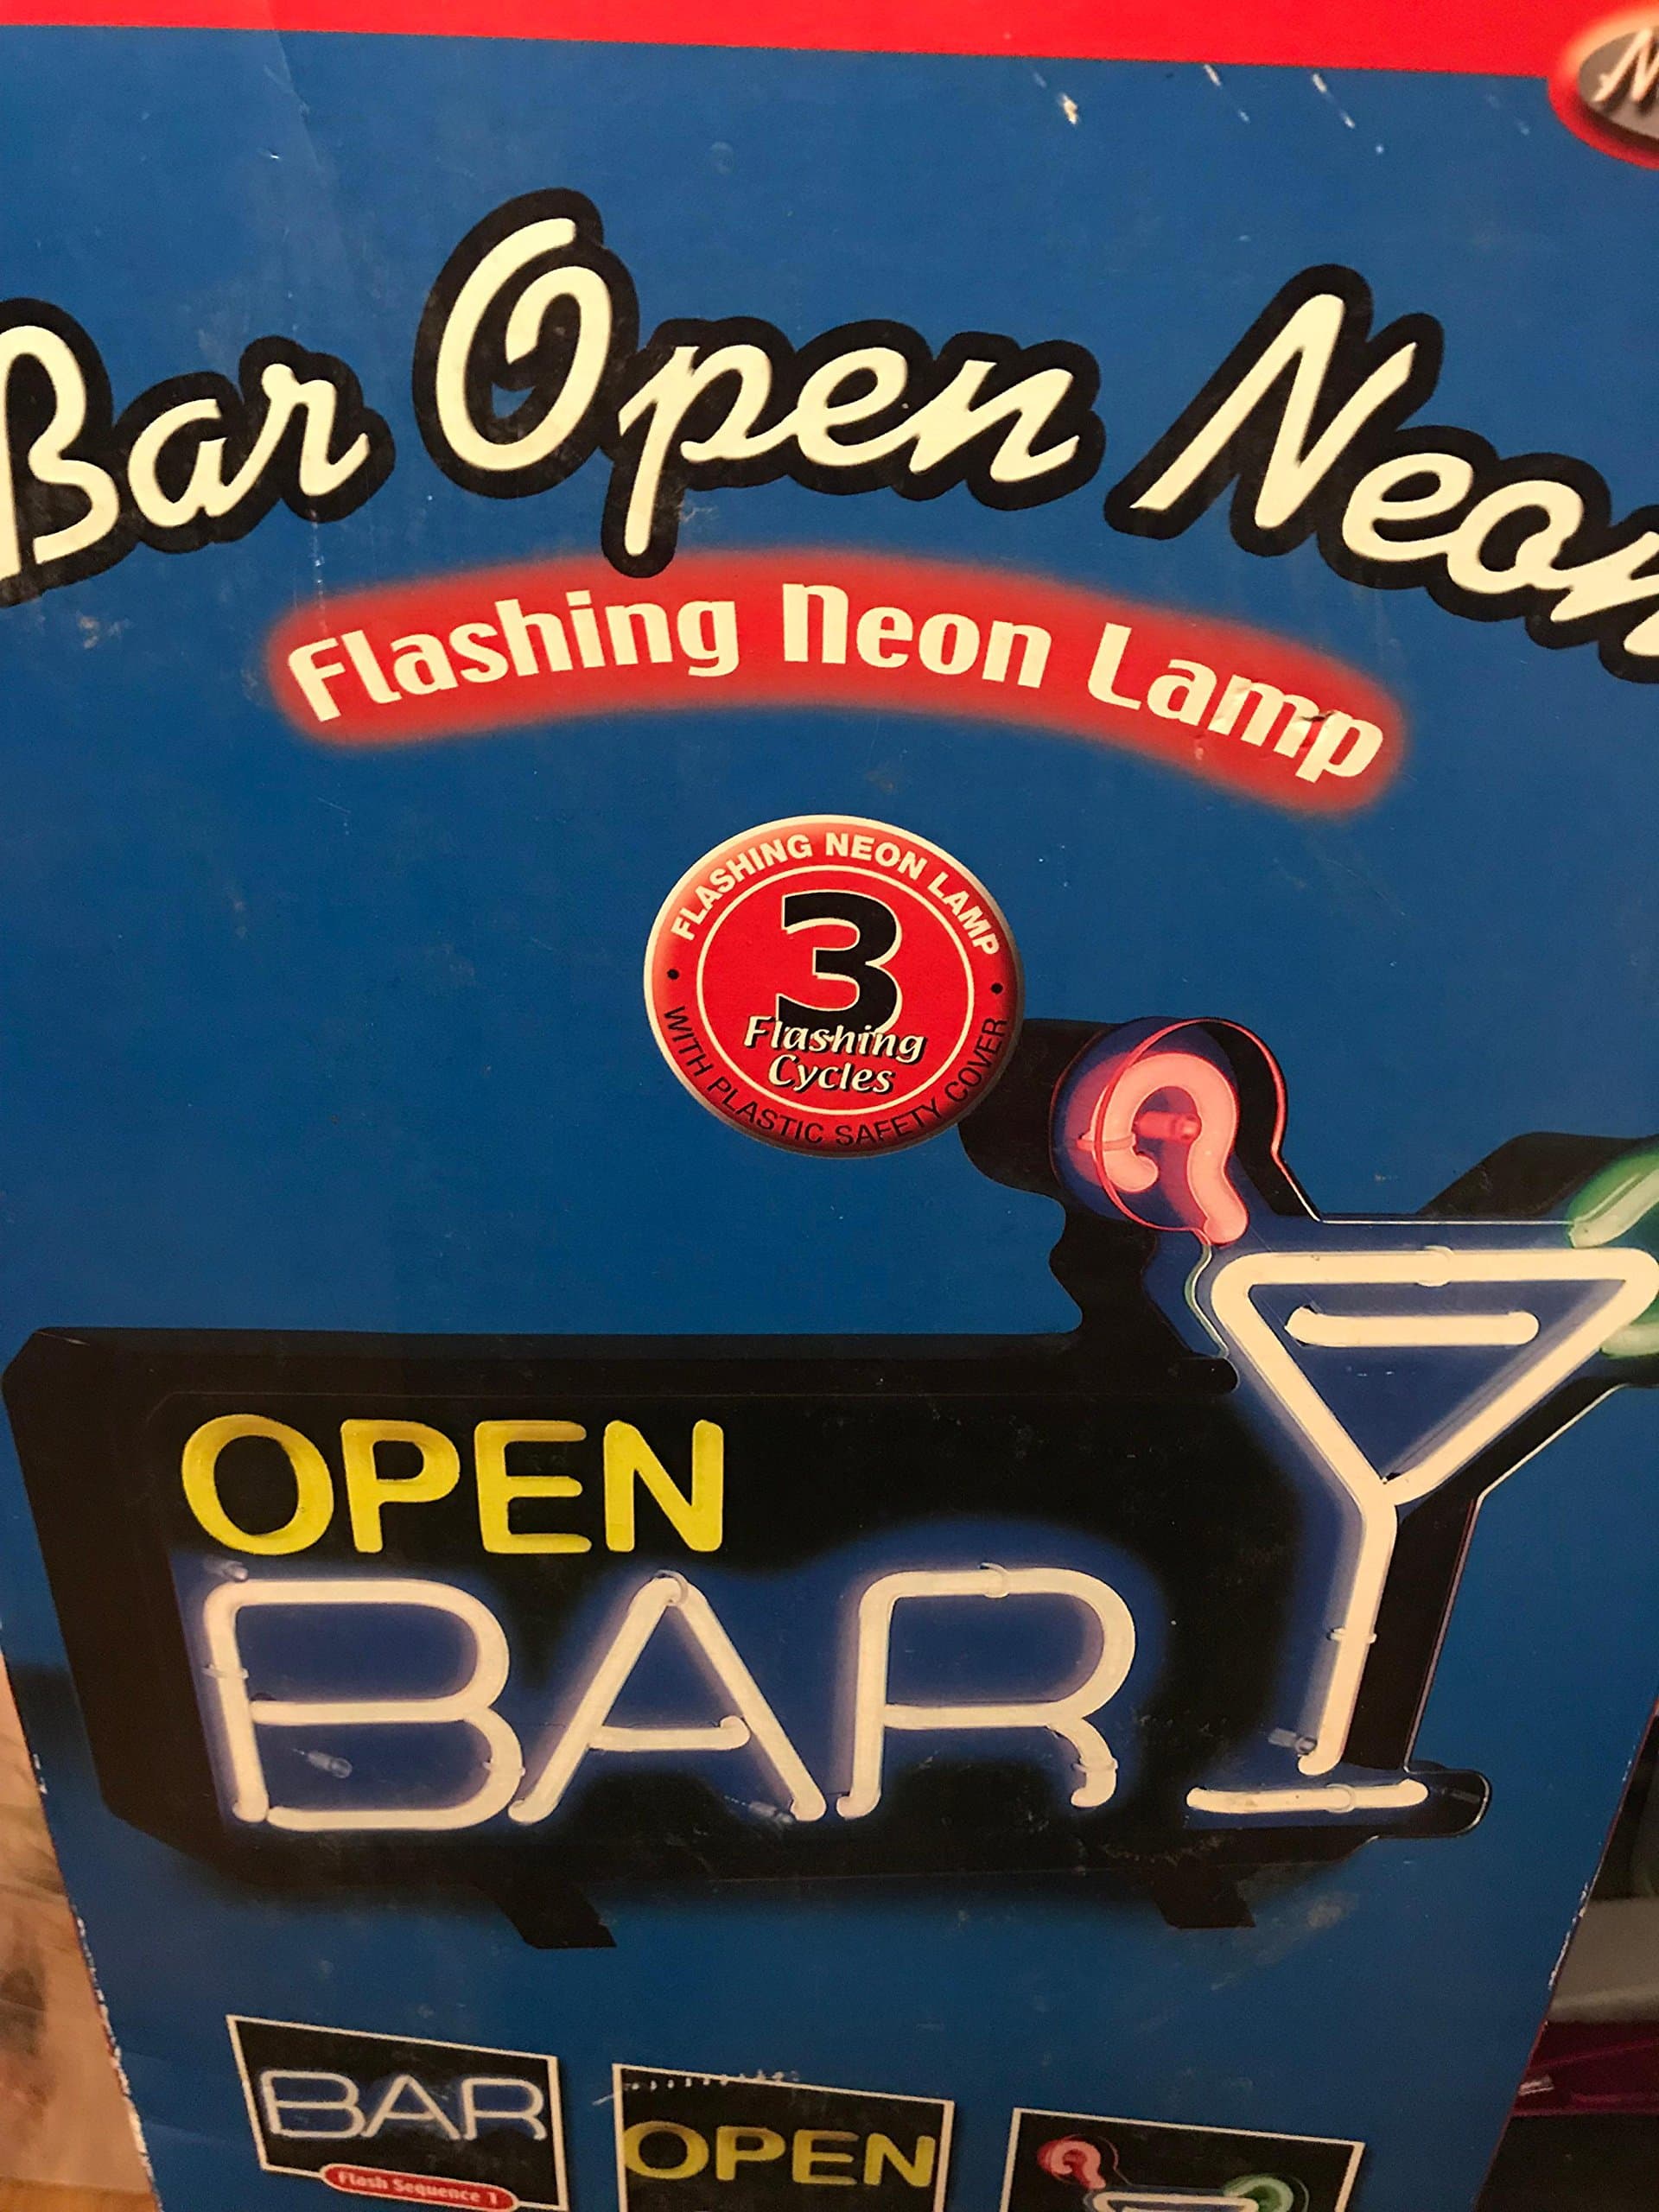 Bar Open Neon
Flashing Neon Lamp
FLASHING NEON LAMP
3
Flashing
Cycles
WITH PLASTIC SAFETY COVER
OPEN
BAR
BAR
Flash Sequence 1
OPEN